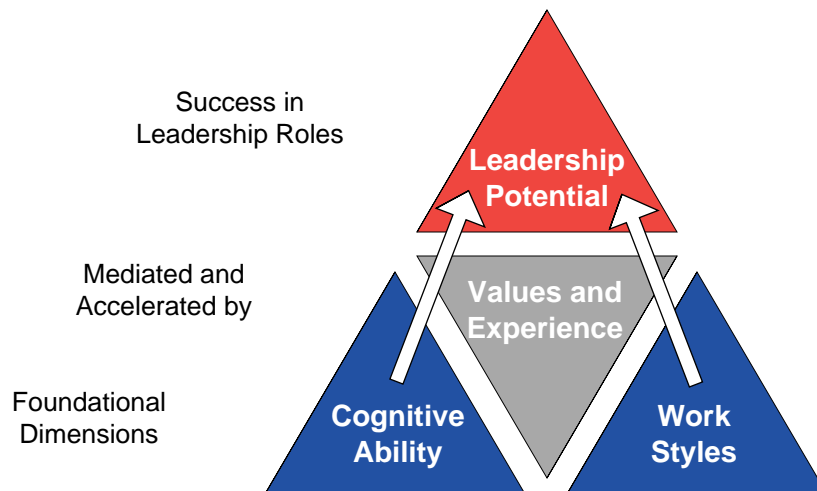 Success in
Leadership Roles
Leadership
Potential
Mediated and
Accelerated by
Values and
Experience
Foundational
Dimensions
Cognitive
Ability
Work
Styles